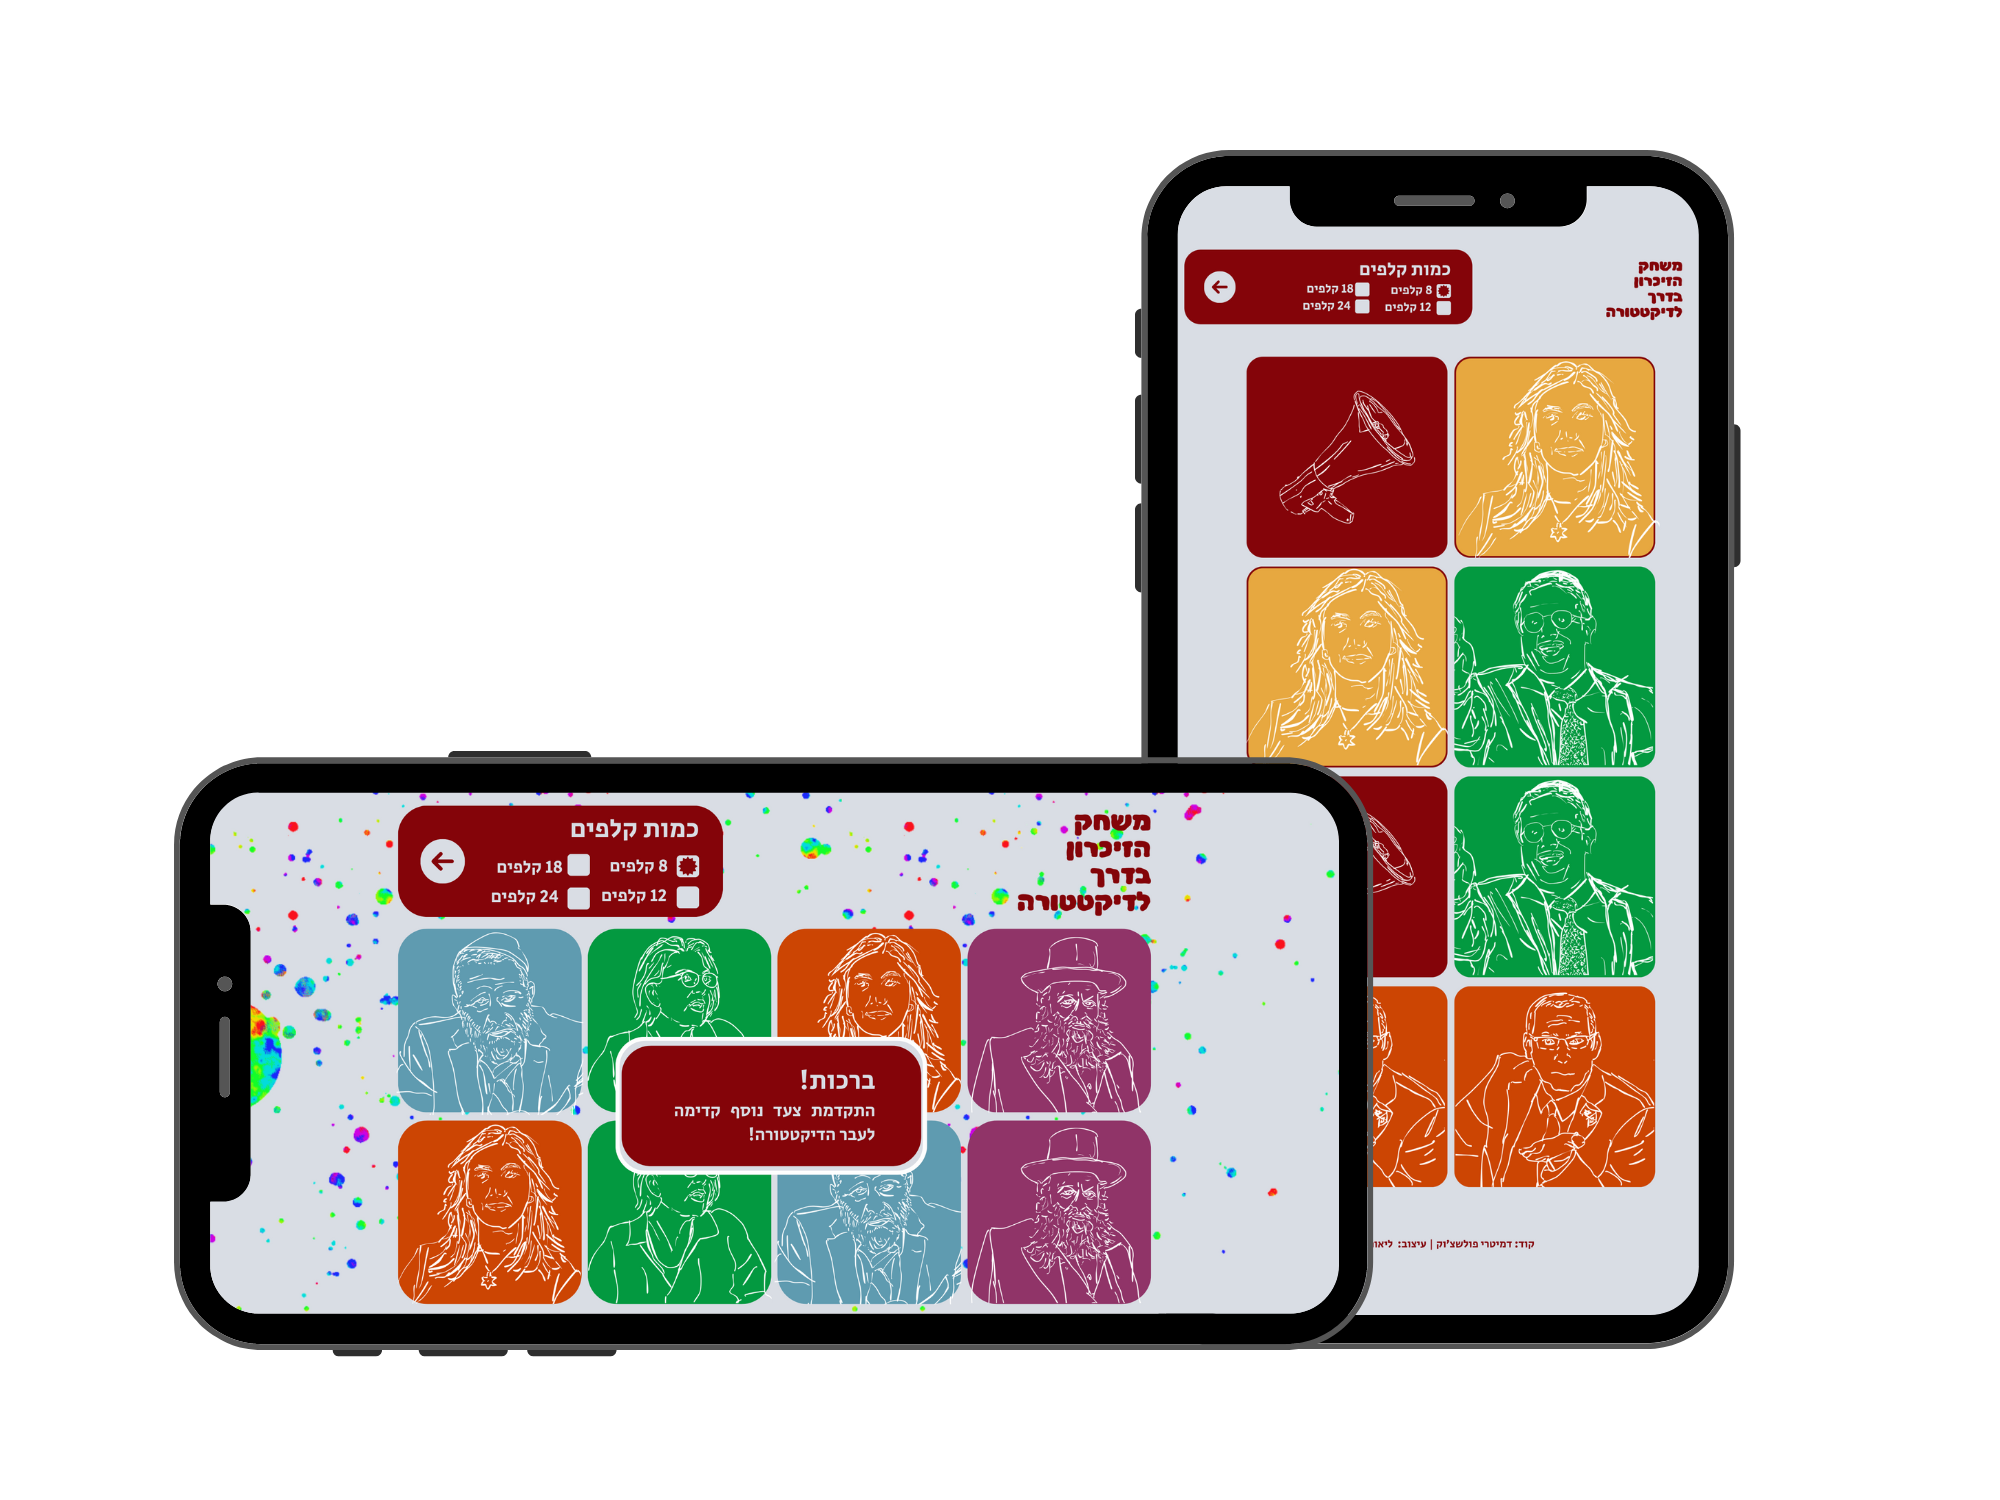 משחק
הזיכרון
בדרך
לדיקטטורה
כמות קלפים
8 קלפים
18 קלפים
12 קלפים
24 קלפים
קוד: דמיטרי פולשצ'וק | עיצוב:
משחק
הזיכרון
בדרך
לדיקטטורה
כמות קלפים
8 קלפים
18 קלפים
12 קלפים
24 קלפים
ברכות!
התקדמת צעד נוסף קדימה
לעבר הדיקטטורה!